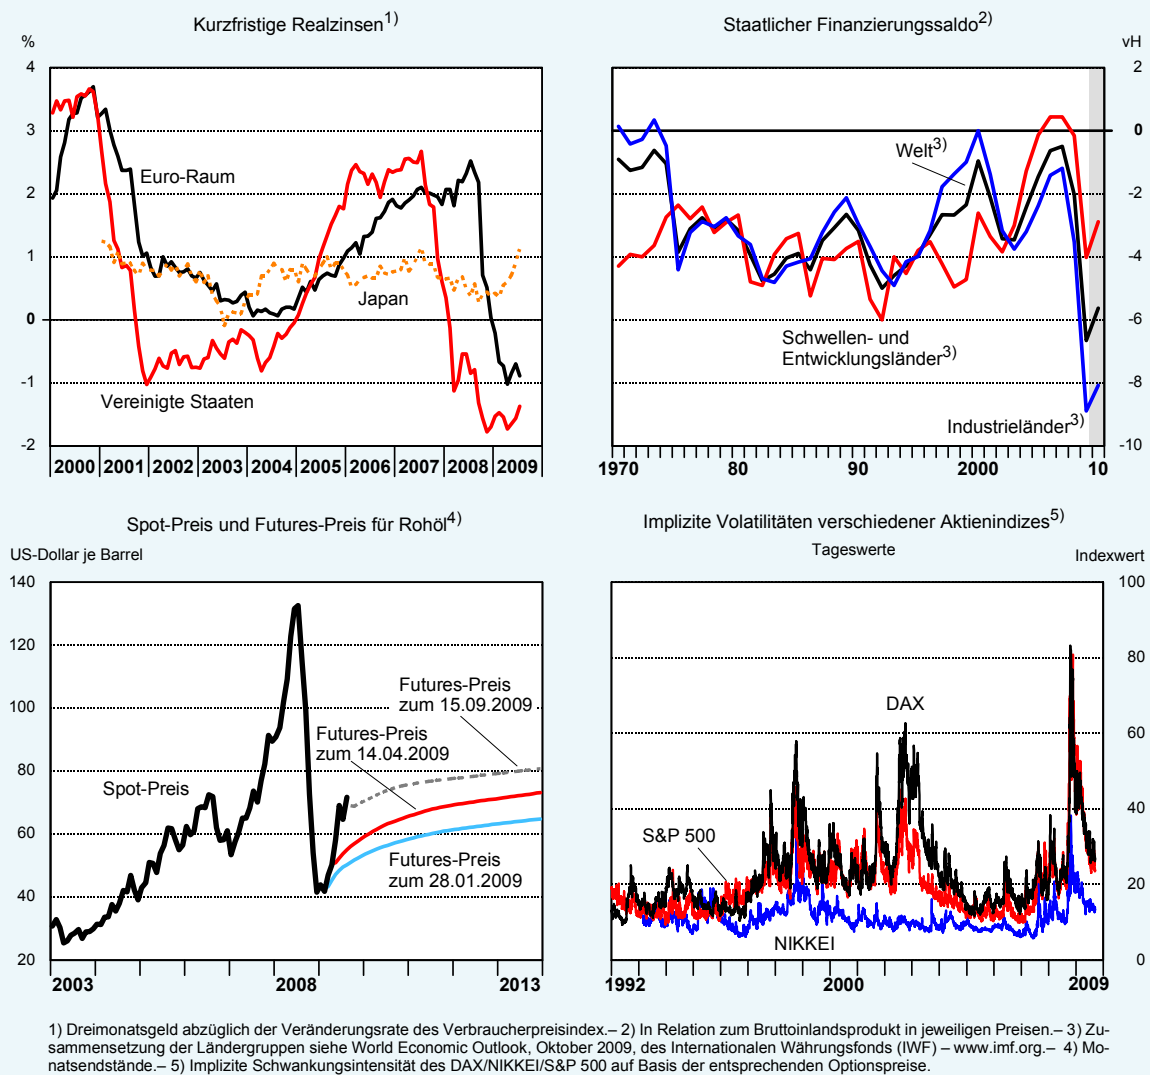 Kurzfristige Realzinsen1)
%
4
3
2
1
0
-1
-2
Euro-Raum
Japan
Vereinigte Staaten
2000 2001 2002 2003 2004 2005 2006 2007 2008 2009
Staatlicher Finanzierungssaldo2)
vH
2
0
-2
-4
-6
-8
-10
Welt3)
Schwellen- und
Entwicklungsländer3)
Industrieländer3)
1970 80 90 2000 10
Spot-Preis und Futures-Preis für Rohöl4)
US-Dollar je Barrel
140
120
100
80
60
40
20
Futures-Preis
zum 15.09.2009
Futures-Preis
zum 14.04.2009
Spot-Preis
Futures-Preis
zum 28.01.2009
2003 2008 2013
Implizite Volatilitäten verschiedener Aktienindizes5)
Tageswerte
Indexwert
100
80
60
40
20
0
DAX
S&P 500
NIKKEI
1992 2000 2009
1) Dreimonatsgeld abzüglich der Veränderungsrate des Verbraucherpreisindex.– 2) In Relation zum Bruttoinlandsprodukt in jeweiligen Preisen.– 3) Zu-
sammensetzung der Ländergruppen siehe World Economic Outlook, Oktober 2009, des Internationalen Währungsfonds (IWF) – www.imf.org.– 4) Mo-
natsendstände.– 5) Implizite Schwankungsintensität des DAX/NIKKEI/S&P 500 auf Basis der entsprechenden Optionspreise.